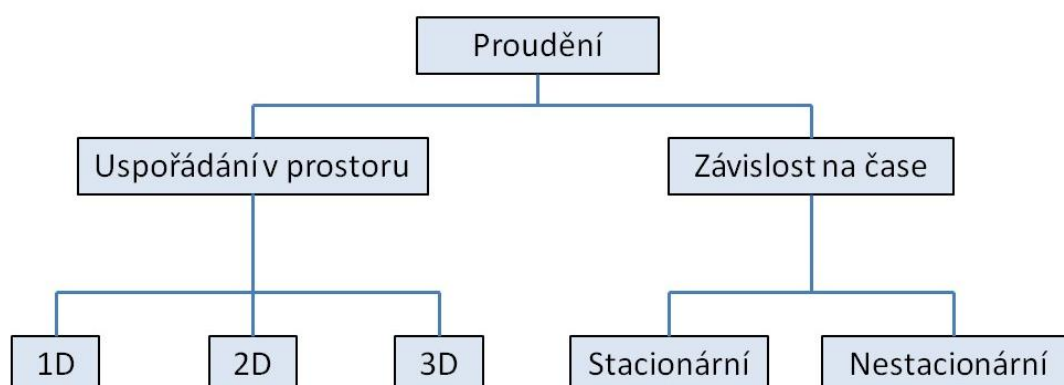 Proudění
Uspořádání v prostoru
Závislost na čase
1D
2D
3D
Stacionární
Nestacionární